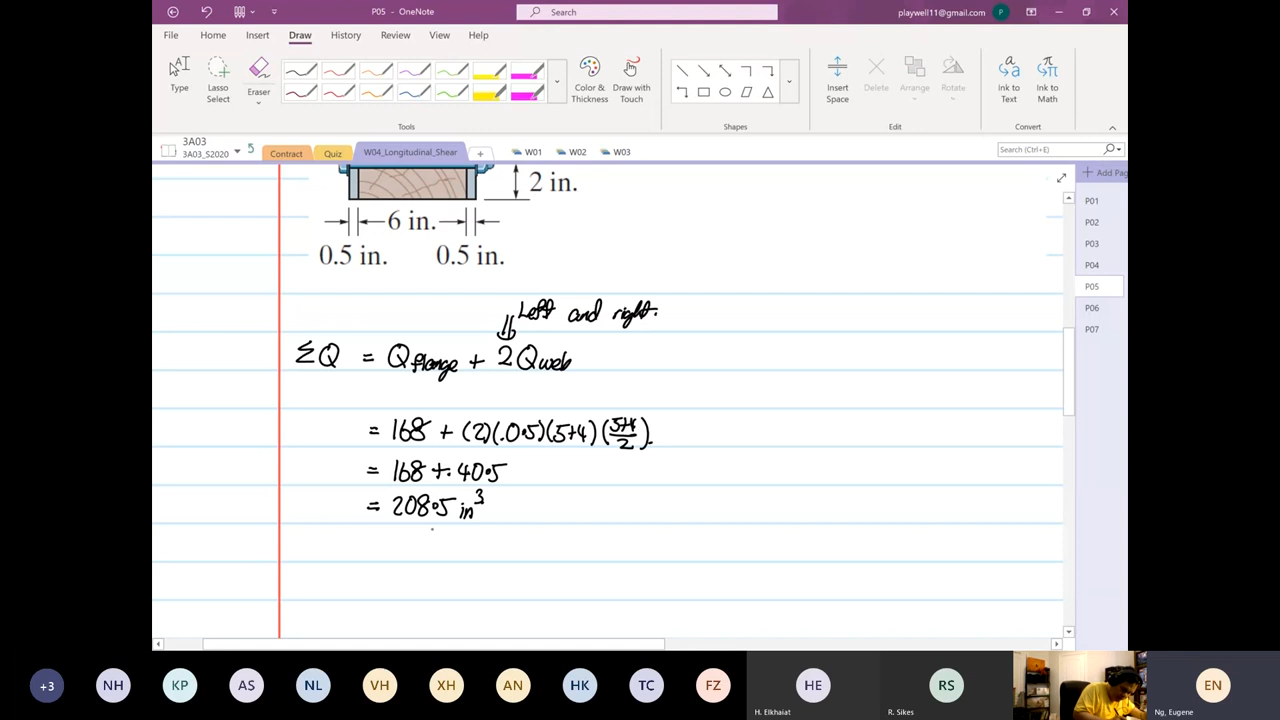 P05 - OneNote
Search
playwell11@gmail.com
P
File Home Insert Draw History Review View Help
Type
Lasso Select
Eraser
Color & Thickness
Draw with Touch
Insert Space
Delete
Arrange
Rotate
Ink to Text
Ink to Math
Tools
Shapes
Edit
Convert
3A03
3A03_S2020
5
Contract
Quiz
W04_Longitudinal_Shear
+
W01
W02
W03
Search (Ctrl+E)
Add Pag
P01
P02
P03
P04
P05
P06
P07
2 in.
6 in.
0.5 in. 0.5 in.
Left and right.
ΣQ = Qflange + 2Qweb
= 168 + (2)(.0.5)(5+4)(5+4/2).
= 168 + 40.5
= 208.5 in³
+3 NH KP AS NL VH XH AN HK TC FZ HE RS EN
H. Elkhaiat
R. Sikes
Ng, Eugene